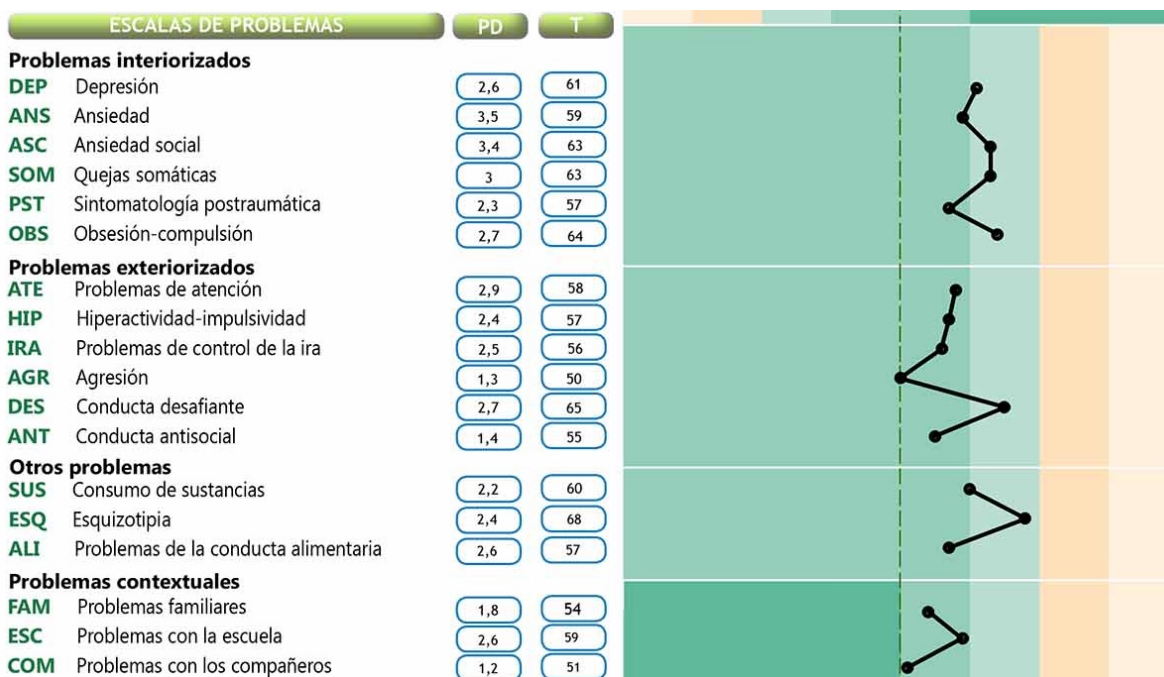 ESCALAS DE PROBLEMAS PD T
Problemas interiorizados
DEP Depresión 2,6 61
ANS Ansiedad 3,5 59
ASC Ansiedad social 3,4 63
SOM Quejas somáticas 3 63
PST Sintomatología postraumática 2,3 57
OBS Obsesión-compulsión 2,7 64
Problemas exteriorizados
ATE Problemas de atención 2,9 58
HIP Hiperactividad-impulsividad 2,4 57
IRA Problemas de control de la ira 2,5 56
AGR Agresión 1,3 50
DES Conducta desafiante 2,7 65
ANT Conducta antisocial 1,4 55
Otros problemas
SUS Consumo de sustancias 2,2 60
ESQ Esquizotipia 2,4 68
ALI Problemas de la conducta alimentaria 2,6 57
Problemas contextuales
FAM Problemas familiares 1,8 54
ESC Problemas con la escuela 2,6 59
COM Problemas con los compañeros 1,2 51